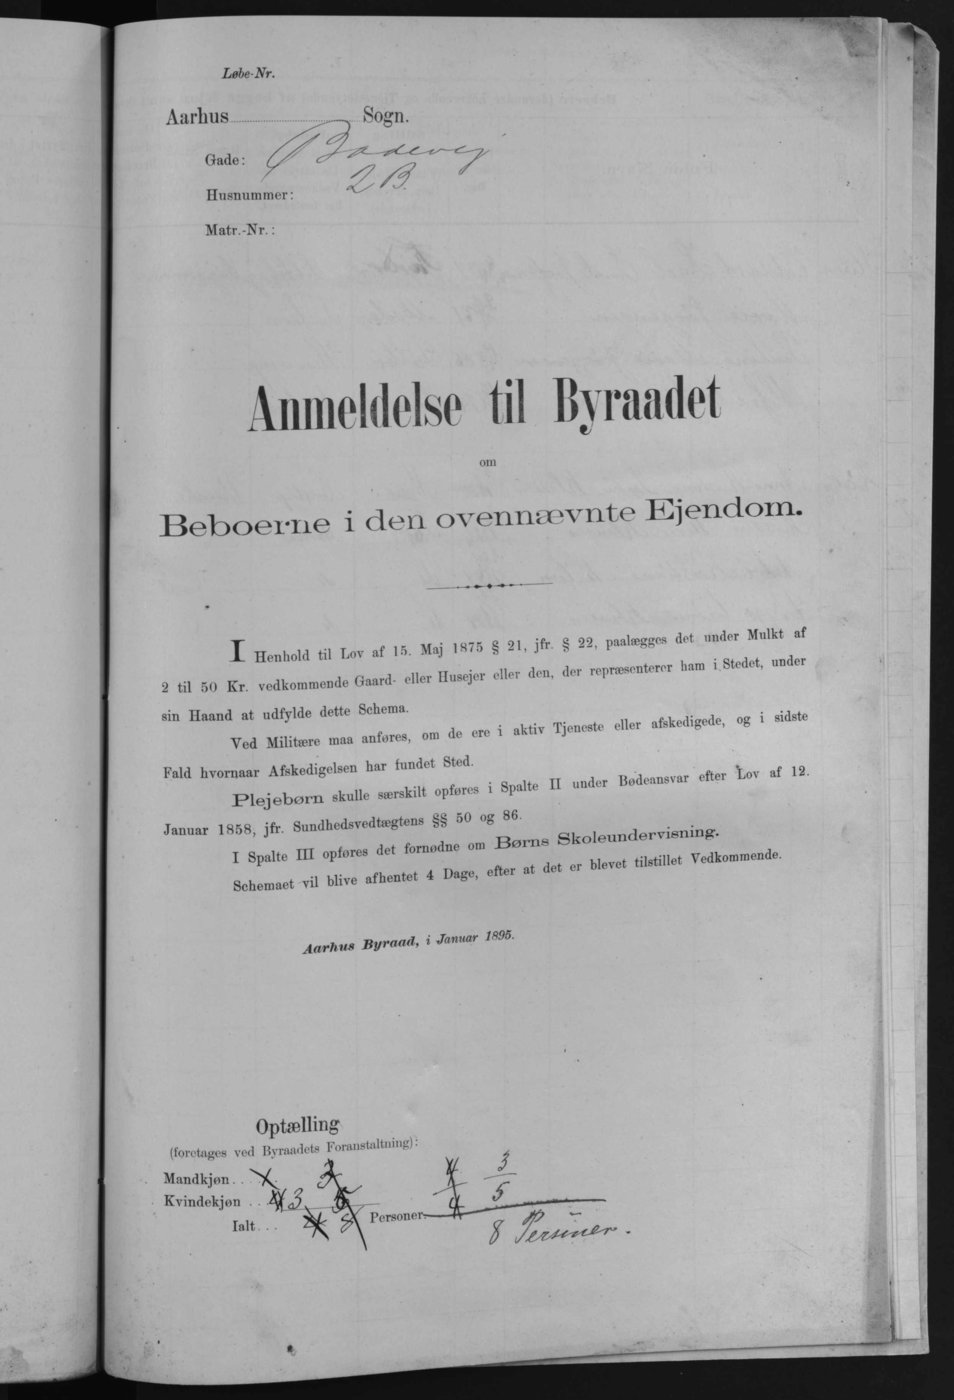 Løbe-Nr.
Aarhus Sogn.
Gade: Badevej
Husnummer: 2B.
Matr.-Nr.:
Anmeldelse til Byraadet
om
Beboerne i den ovennævnte Ejendom.
I Henhold til Lov af 15. Maj 1875 § 21, jfr. § 22, paalægges det under Mulkt af
2 til 50 Kr. vedkommende Gaard- eller Husejer eller den, der repræsenterer ham i Stedet, under
sin Haand at udfylde dette Schema.
Ved Militære maa anføres, om de ere i aktiv Tjeneste eller afskedigede, og i sidste
Fald hvornaar Afskedigelsen har fundet Sted.
Plejebørn skulle særskilt opføres i Spalte II under Bødeansvar efter Lov af 12.
Januar 1858, jfr. Sundhedsvedtægtens §§ 50 og 86.
I Spalte III opføres det fornødne om Børns Skoleundervisning.
Schemaet vil blive afhentet 4 Dage, efter at det er blevet tilstillet Vedkommende.
Aarhus Byraad, i Januar 1895.
Optælling
(foretages ved Byraadets Foranstaltning):
Mandkjøn 3 4 3
Kvindekjøn 4 3 5 4 5
Ialt 4 8 Personer.
8 Personer.